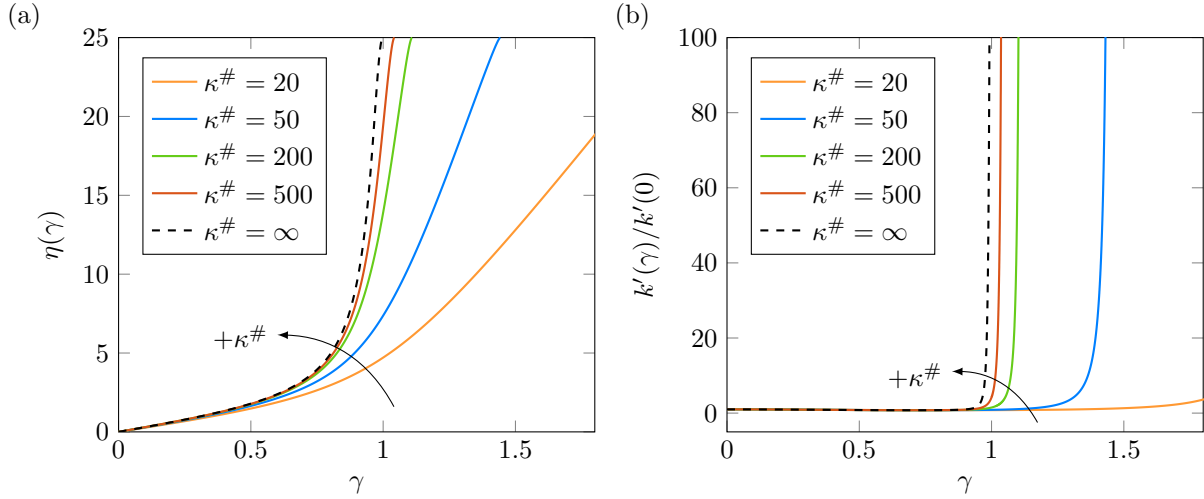 (a)
25
20
15
10
5
0
0
0.5
1
1.5
η(γ)
γ
κ# = 20
κ# = 50
κ# = 200
κ# = 500
κ# = ∞
+κ#
(b)
100
80
60
40
20
0
0
0.5
1
1.5
k′(γ)/k′(0)
γ
κ# = 20
κ# = 50
κ# = 200
κ# = 500
κ# = ∞
+κ#